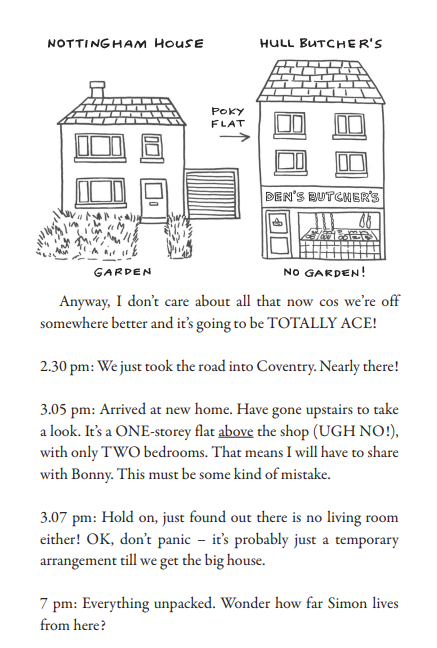 NOTTINGHAM HOUSE
HULL BUTCHER'S
POKY
FLAT
DEN'S BUTCHER'S
GARDEN
NO GARDEN!
Anyway, I don't care about all that now cos we're off
somewhere better and it's going to be TOTALLY ACE!
2.30 pm: We just took the road into Coventry. Nearly there!
3.05 pm: Arrived at new home. Have gone upstairs to take
a look. It's a ONE-storey flat above the shop (UGH NO!),
with only TWO bedrooms. That means I will have to share
with Bonny. This must be some kind of mistake.
3.07 pm: Hold on, just found out there is no living room
either! OK, don't panic – it's probably just a temporary
arrangement till we get the big house.
7 pm: Everything unpacked. Wonder how far Simon lives
from here?